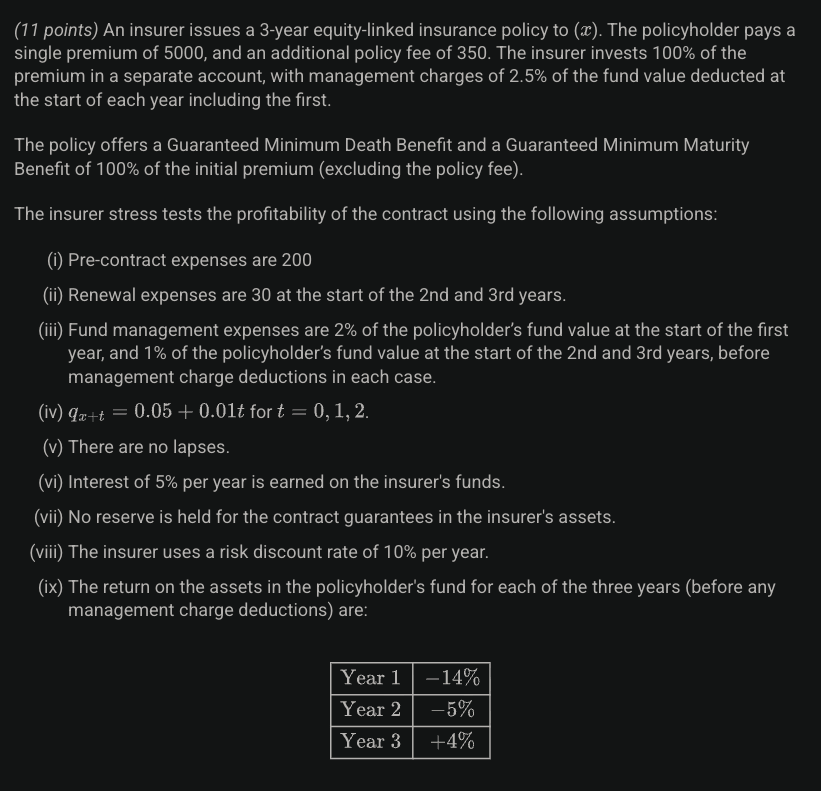 (11 points) An insurer issues a 3-year equity-linked insurance policy to (x). The policyholder pays a
single premium of 5000, and an additional policy fee of 350. The insurer invests 100% of the
premium in a separate account, with management charges of 2.5% of the fund value deducted at
the start of each year including the first.
The policy offers a Guaranteed Minimum Death Benefit and a Guaranteed Minimum Maturity
Benefit of 100% of the initial premium (excluding the policy fee).
The insurer stress tests the profitability of the contract using the following assumptions:
(i) Pre-contract expenses are 200
(ii) Renewal expenses are 30 at the start of the 2nd and 3rd years.
(iii) Fund management expenses are 2% of the policyholder's fund value at the start of the first
year, and 1% of the policyholder's fund value at the start of the 2nd and 3rd years, before
management charge deductions in each case.
(iv) qₓ₊ₜ = 0.05 + 0.01t for t = 0, 1, 2.
(v) There are no lapses.
(vi) Interest of 5% per year is earned on the insurer's funds.
(vii) No reserve is held for the contract guarantees in the insurer's assets.
(viii) The insurer uses a risk discount rate of 10% per year.
(ix) The return on the assets in the policyholder's fund for each of the three years (before any
management charge deductions) are:
Year 1 −14%
Year 2 −5%
Year 3 +4%